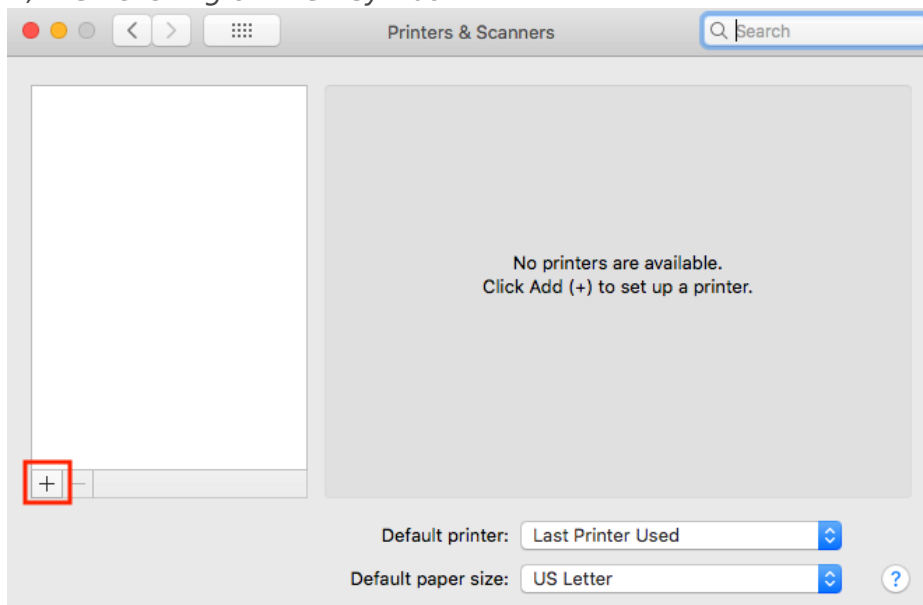 Printers & Scanners
Search
No printers are available.
Click Add (+) to set up a printer.
+ −
Default printer: Last Printer Used
Default paper size: US Letter
?